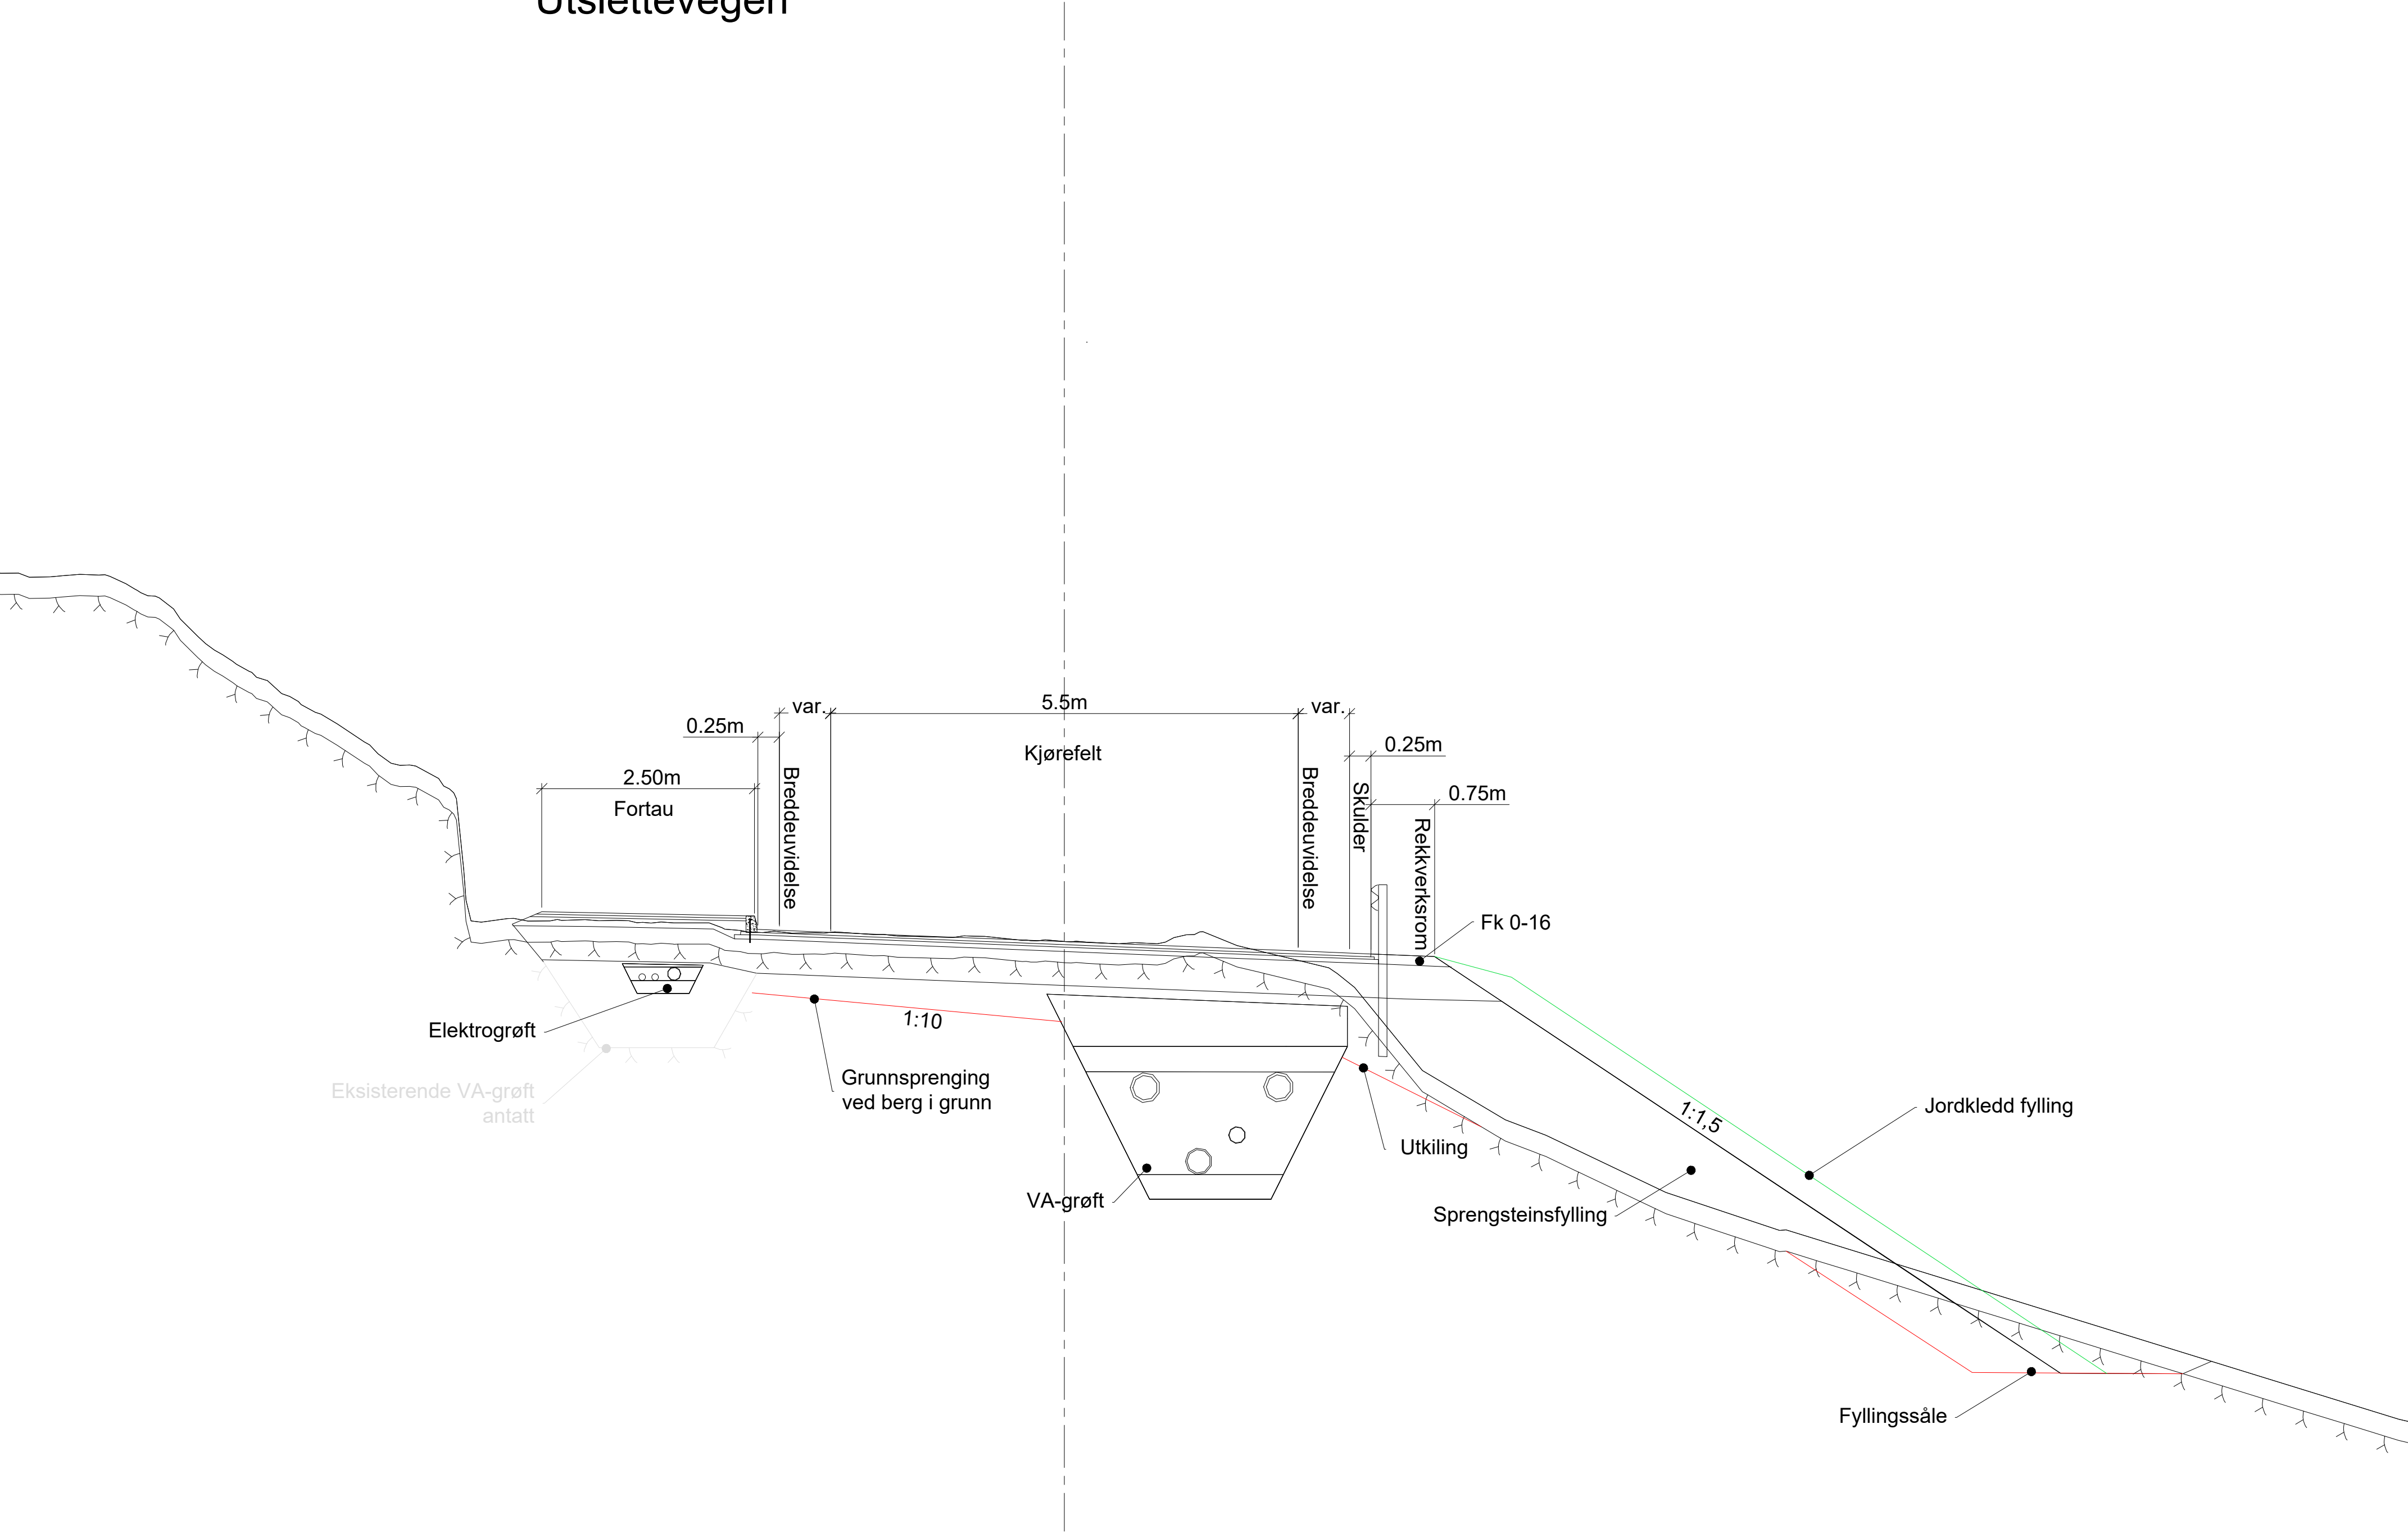 Utslettevegen
var.
5.5m
var.
0.25m
Kjørefelt
0.25m
2.50m
Fortau
Breddeuvidelse
Breddeuvidelse
Skulder
0.75m
Rekkverksrom
Fk 0-16
Elektrogrøft
1:10
Eksisterende VA-grøft
antatt
Grunnsprenging
ved berg i grunn
Utkiling
1:1,5
Jordkledd fylling
VA-grøft
Sprengsteinsfylling
Fyllingssåle